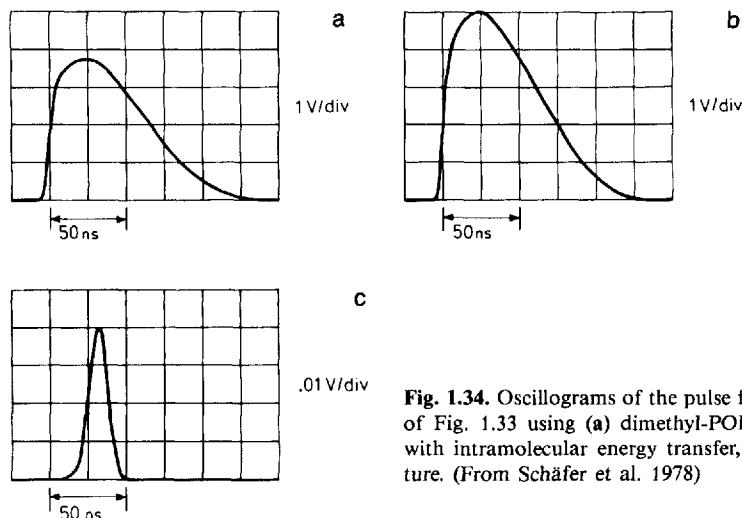 a
1 V/div
50 ns
b
1 V/div
50 ns
c
.01 V/div
50 ns
Fig. 1.34. Oscillograms of the pulse
of Fig. 1.33 using (a) dimethyl-POI
with intramolecular energy transfer,
ture. (From Schäfer et al. 1978)